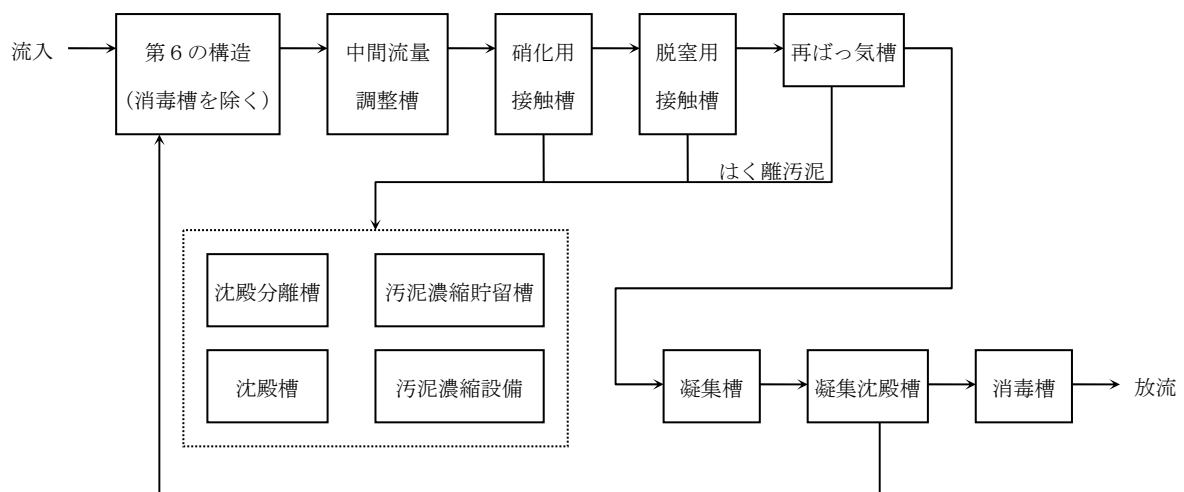 流入
第６の構造
（消毒槽を除く）
中間流量
調整槽
硝化用
接触槽
脱窒用
接触槽
再ばっ気槽
はく離汚泥
沈殿分離槽
汚泥濃縮貯留槽
沈殿槽
汚泥濃縮設備
凝集槽
凝集沈殿槽
消毒槽
放流